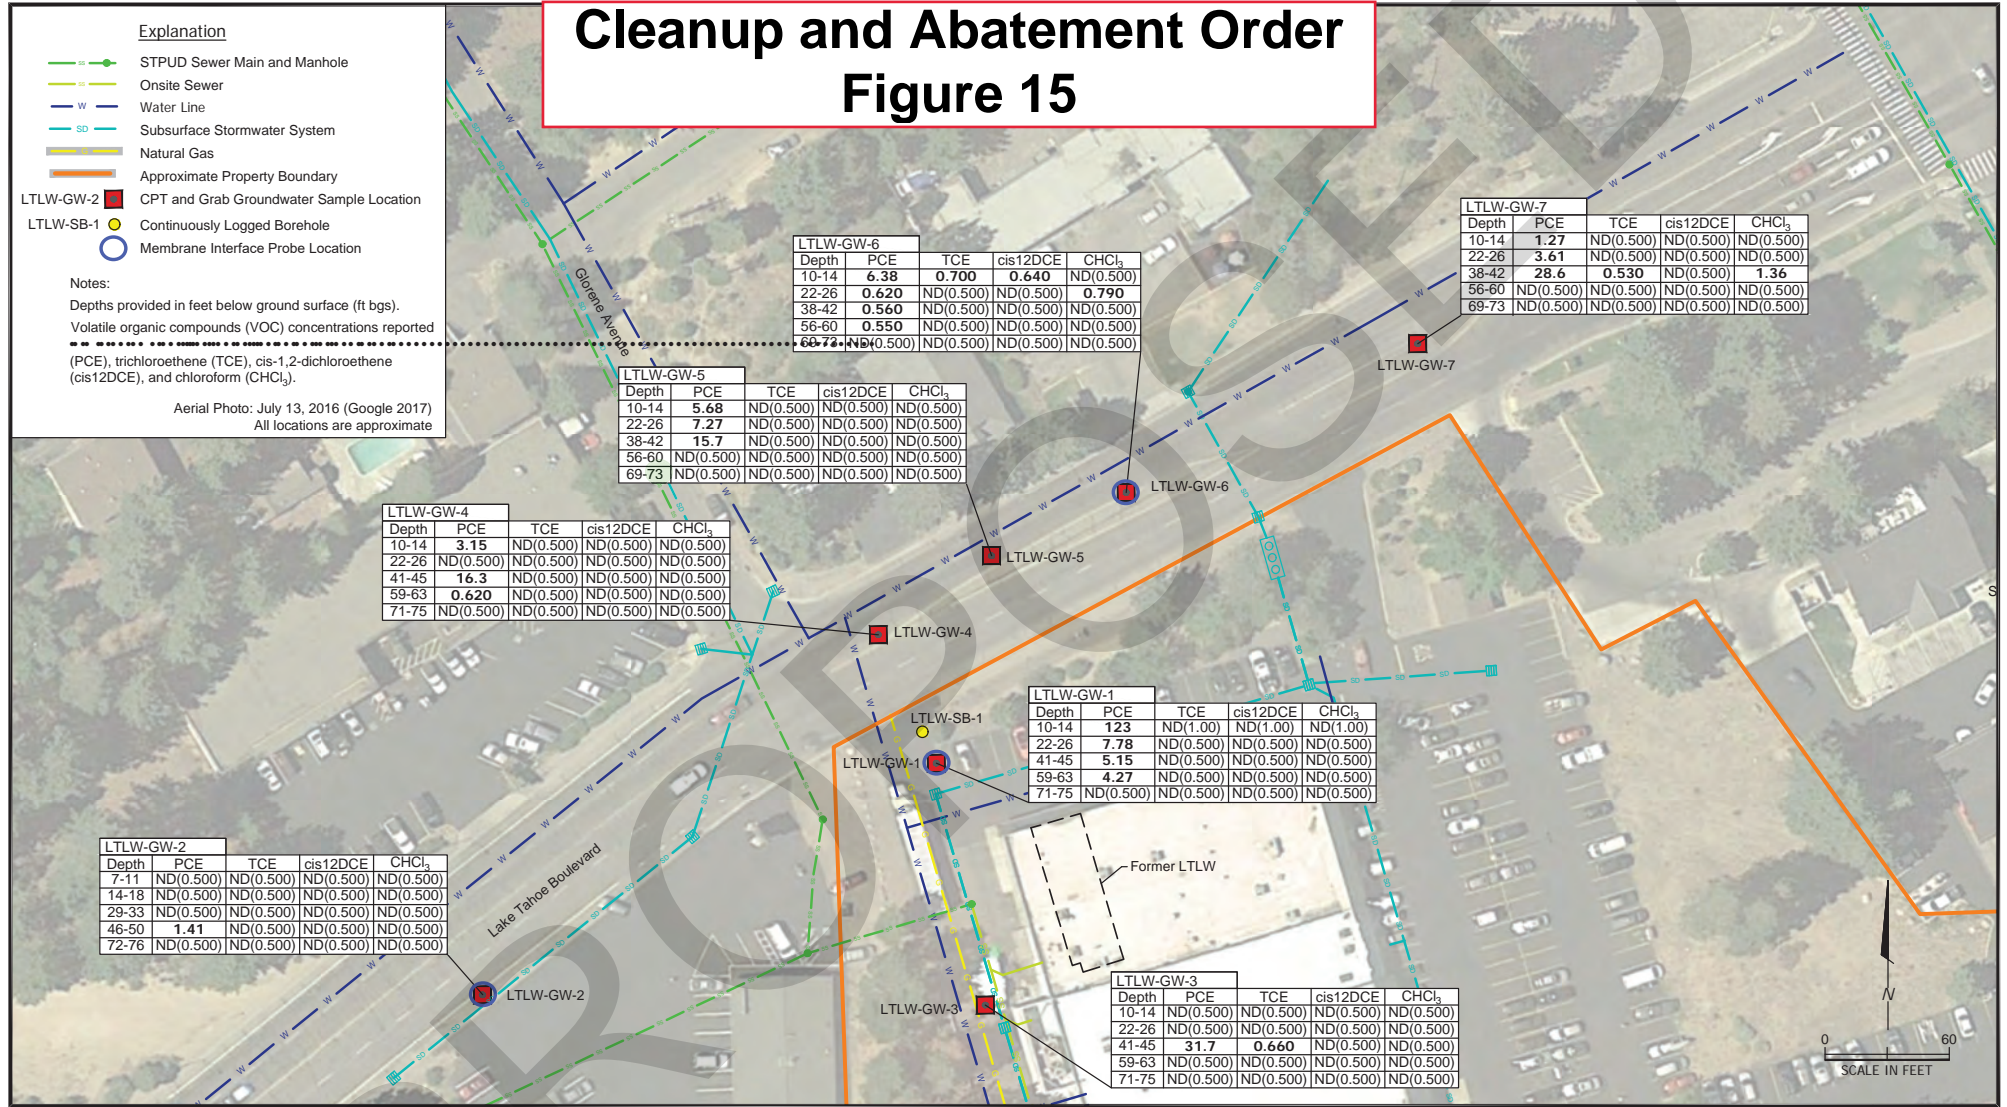 Cleanup and Abatement Order
Figure 15
Explanation
STPUD Sewer Main and Manhole
Onsite Sewer
Water Line
Subsurface Stormwater System
Natural Gas
Approximate Property Boundary
LTLW-GW-2 CPT and Grab Groundwater Sample Location
LTLW-SB-1 Continuously Logged Borehole
Membrane Interface Probe Location
Notes:
Depths provided in feet below ground surface (ft bgs).
Volatile organic compounds (VOC) concentrations reported
(PCE), trichloroethene (TCE), cis-1,2-dichloroethene
(cis12DCE), and chloroform (CHCl3).
Aerial Photo: July 13, 2016 (Google 2017)
All locations are approximate
LTLW-GW-6
Depth PCE TCE cis12DCE CHCl3
10-14 6.38 0.700 0.640 ND(0.500)
22-26 0.620 ND(0.500) ND(0.500) 0.790
38-42 0.560 ND(0.500) ND(0.500) ND(0.500)
56-60 0.550 ND(0.500) ND(0.500) ND(0.500)
69-73 ND(0.500) ND(0.500) ND(0.500) ND(0.500)
LTLW-GW-7
Depth PCE TCE cis12DCE CHCl3
10-14 1.27 ND(0.500) ND(0.500) ND(0.500)
22-26 3.61 ND(0.500) ND(0.500) ND(0.500)
38-42 28.6 0.530 ND(0.500) 1.36
56-60 ND(0.500) ND(0.500) ND(0.500) ND(0.500)
69-73 ND(0.500) ND(0.500) ND(0.500) ND(0.500)
LTLW-GW-7
Glorene Avenue
LTLW-GW-5
Depth PCE TCE cis12DCE CHCl3
10-14 5.68 ND(0.500) ND(0.500) ND(0.500)
22-26 7.27 ND(0.500) ND(0.500) ND(0.500)
38-42 15.7 ND(0.500) ND(0.500) ND(0.500)
56-60 ND(0.500) ND(0.500) ND(0.500) ND(0.500)
69-73 ND(0.500) ND(0.500) ND(0.500) ND(0.500)
LTLW-GW-6
LTLW-GW-4
Depth PCE TCE cis12DCE CHCl3
10-14 3.15 ND(0.500) ND(0.500) ND(0.500)
22-26 ND(0.500) ND(0.500) ND(0.500) ND(0.500)
41-45 16.3 ND(0.500) ND(0.500) ND(0.500)
59-63 0.620 ND(0.500) ND(0.500) ND(0.500)
71-75 ND(0.500) ND(0.500) ND(0.500) ND(0.500)
LTLW-GW-5
S
LTLW-GW-4
LTLW-GW-1
Depth PCE TCE cis12DCE CHCl3
10-14 123 ND(1.00) ND(1.00) ND(1.00)
22-26 7.78 ND(0.500) ND(0.500) ND(0.500)
41-45 5.15 ND(0.500) ND(0.500) ND(0.500)
59-63 4.27 ND(0.500) ND(0.500) ND(0.500)
71-75 ND(0.500) ND(0.500) ND(0.500) ND(0.500)
LTLW-SB-1
LTLW-GW-1
LTLW-GW-2
Depth PCE TCE cis12DCE CHCl3
7-11 ND(0.500) ND(0.500) ND(0.500) ND(0.500)
14-18 ND(0.500) ND(0.500) ND(0.500) ND(0.500)
29-33 ND(0.500) ND(0.500) ND(0.500) ND(0.500)
46-50 1.41 ND(0.500) ND(0.500) ND(0.500)
72-76 ND(0.500) ND(0.500) ND(0.500) ND(0.500)
Lake Tahoe Boulevard
Former LTLW
LTLW-GW-2
LTLW-GW-3
LTLW-GW-3
Depth PCE TCE cis12DCE CHCl3
10-14 ND(0.500) ND(0.500) ND(0.500) ND(0.500)
22-26 ND(0.500) ND(0.500) ND(0.500) ND(0.500)
41-45 31.7 0.660 ND(0.500) ND(0.500)
59-63 ND(0.500) ND(0.500) ND(0.500) ND(0.500)
71-75 ND(0.500) ND(0.500) ND(0.500) ND(0.500)
N
0 60
SCALE IN FEET